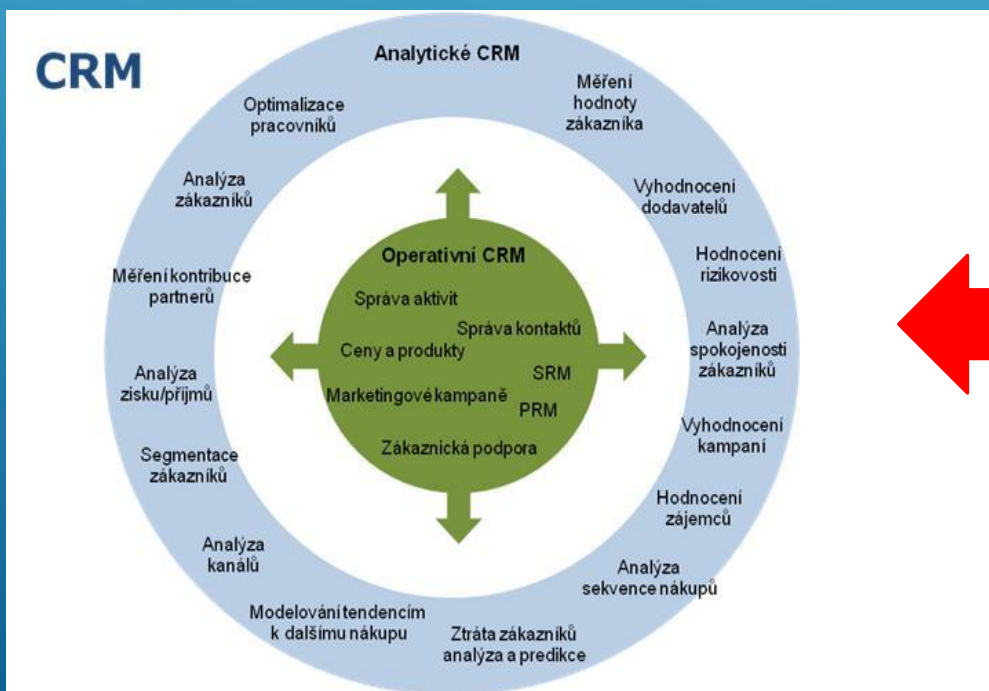 CRM
Analytické CRM
Optimalizace
pracovníků
Měření
hodnoty
zákazníka
Analýza
zákazníků
Vyhodnocení
dodavatelů
Měření kontribuce
partnerů
Hodnocení
rizikovosti
Analýza
zisku/příjmů
Analýza
spokojenosti
zákazníků
Segmentace
zákazníků
Vyhodnocení
kampaní
Analýza
kanálů
Hodnocení
zájemců
Modelování tendencím
k dalšímu nákupu
Analýza
sekvence nákupů
Ztráta zákazníků
analýza a predikce
Operativní CRM
Správa aktivit
Správa kontaktů
Ceny a produkty
SRM
Marketingové kampaně
PRM
Zákaznická podpora